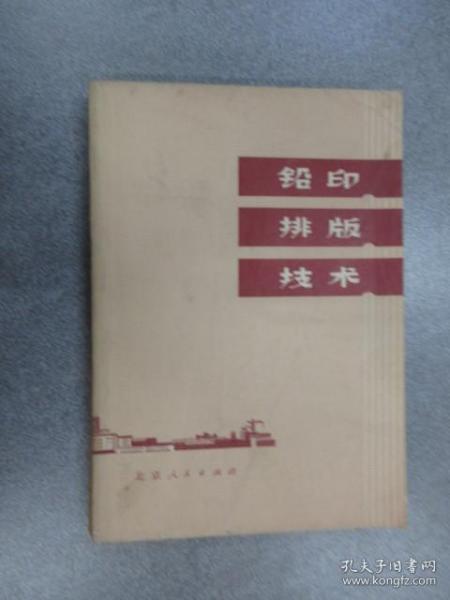 铅印
排版
技术
北京人民出版社
孔夫子旧书网
www.kongfz.com